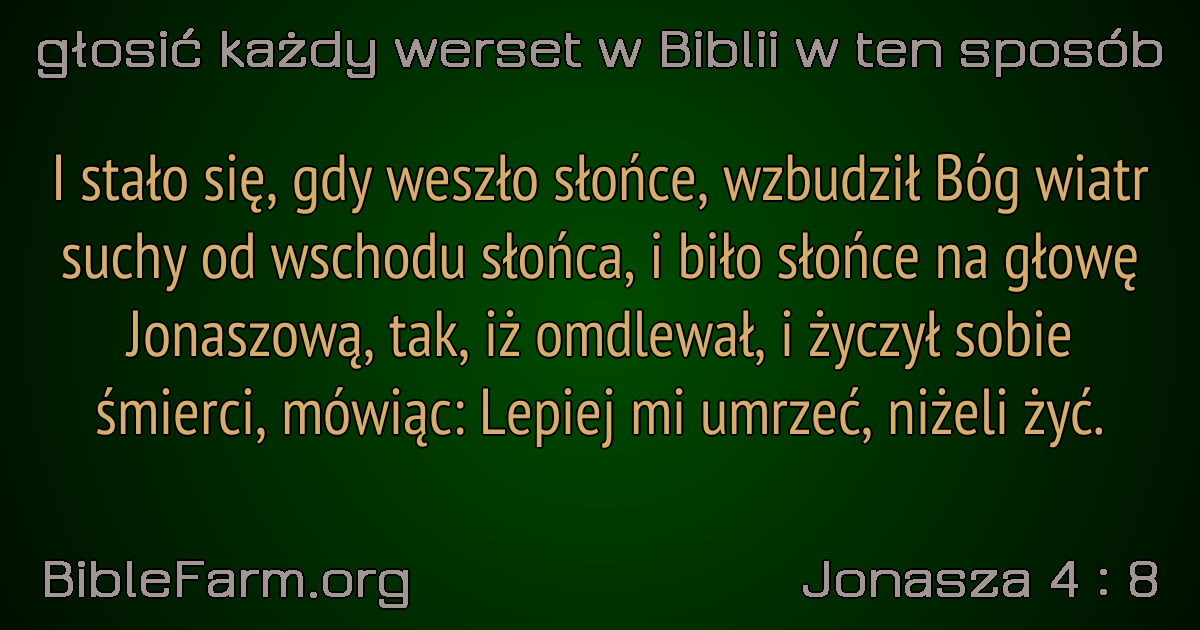 głosić każdy werset w Biblii w ten sposób
I stało się, gdy weszło słońce, wzbudził Bóg wiatr
suchy od wschodu słońca, i biło słońce na głowę
Jonaszową, tak, iż omdlewał, i życzył sobie
śmierci, mówiąc: Lepiej mi umrzeć, niżeli żyć.
BibleFarm.org
Jonasza 4 : 8